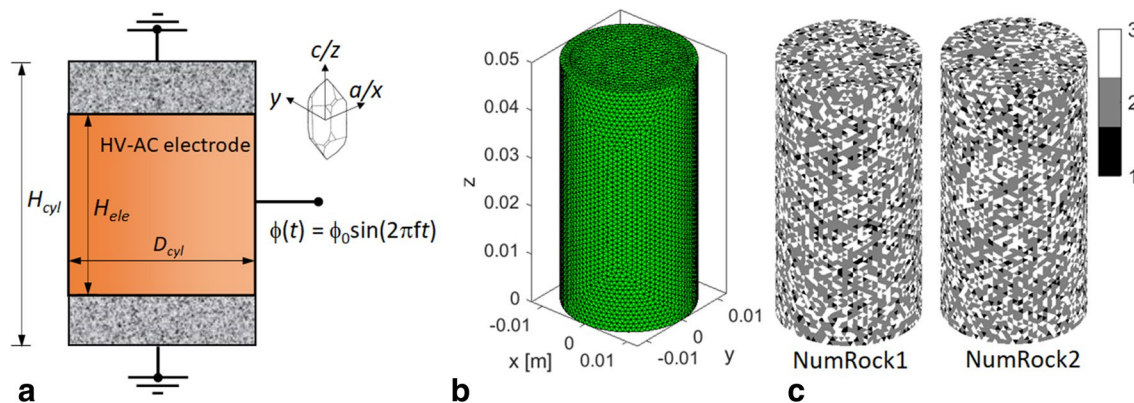 c/z
y
a/x
HV-AC electrode
H_cyl
H_ele
D_cyl
ϕ(t) = ϕ₀sin(2πft)
a
0.05
0.04
0.03
0.02
0.01
0
z
-0.01
0
0.01
x [m]
-0.01
0
0.01
y
b
3
2
1
NumRock1
NumRock2
c